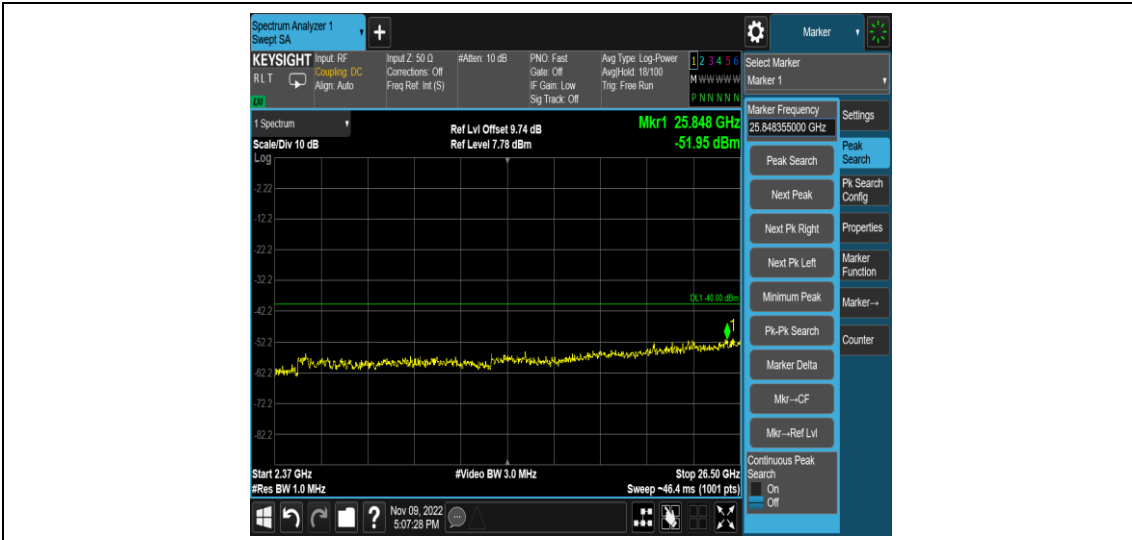 Spectrum Analyzer 1
Swept SA
+
Marker
KEYSIGHT
RLT
LXI
Input: RF
Coupling: DC
Align: Auto
Input Z: 50 Ω
Corrections: Off
Freq Ref: Int (S)
#Atten: 10 dB
PNO: Fast
Gate: Off
IF Gain: Low
Sig Track: Off
Avg Type: Log-Power
Avg|Hold: 18/100
Trig: Free Run
1 2 3 4 5 6
M W W W W W
P N N N N N
Select Marker
Marker 1
1 Spectrum
Scale/Div 10 dB
Log
Ref Lvl Offset 9.74 dB
Ref Level 7.78 dBm
Mkr1 25.848 GHz
-51.95 dBm
-2.22
-12.2
-22.2
-32.2
-42.2
-52.2
-62.2
-72.2
-82.2
DL1 -40.00 dBm
1
Start 2.37 GHz
#Res BW 1.0 MHz
#Video BW 3.0 MHz
Stop 26.50 GHz
Sweep ~46.4 ms (1001 pts)
Marker Frequency
25.848355000 GHz
Peak Search
Next Peak
Next Pk Right
Next Pk Left
Minimum Peak
Pk-Pk Search
Marker Delta
Mkr→CF
Mkr→Ref Lvl
Continuous Peak
Search
On
Off
Settings
Peak
Search
Pk Search
Config
Properties
Marker
Function
Marker→
Counter
?
Nov 09, 2022
5:07:28 PM